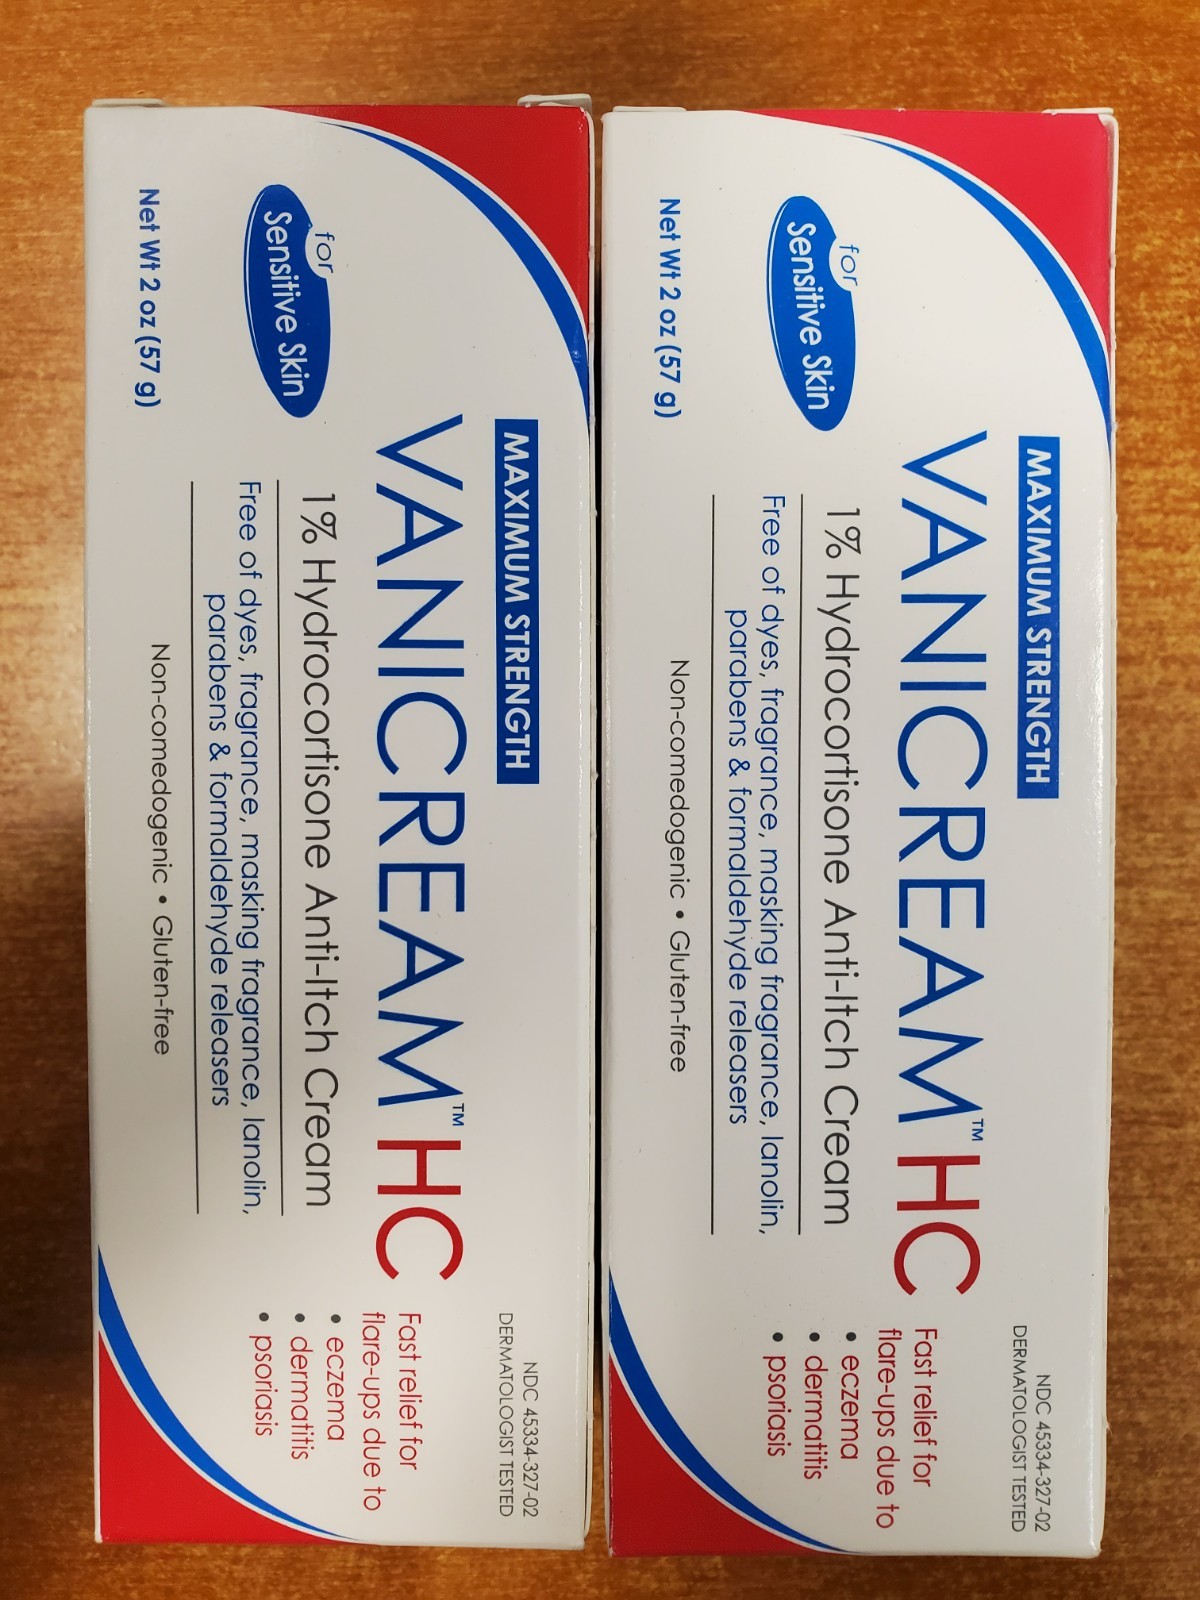 MAXIMUM STRENGTH
VANICREAM™ HC
1% Hydrocortisone Anti-Itch Cream
Free of dyes, fragrance, masking fragrance, lanolin,
parabens & formaldehyde releasers
Non-comedogenic • Gluten-free
for
Sensitive Skin
Net Wt 2 oz (57 g)
NDC 45334-327-02
DERMATOLOGIST TESTED
Fast relief for
flare-ups due to
• eczema
• dermatitis
• psoriasis
MAXIMUM STRENGTH
VANICREAM™ HC
1% Hydrocortisone Anti-Itch Cream
Free of dyes, fragrance, masking fragrance, lanolin,
parabens & formaldehyde releasers
Non-comedogenic • Gluten-free
for
Sensitive Skin
Net Wt 2 oz (57 g)
NDC 45334-327-02
DERMATOLOGIST TESTED
Fast relief for
flare-ups due to
• eczema
• dermatitis
• psoriasis